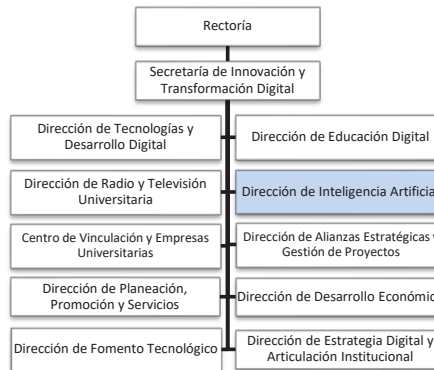 Rectoría
Secretaría de Innovación y
Transformación Digital
Dirección de Tecnologías y
Desarrollo Digital
Dirección de Educación Digital
Dirección de Radio y Televisión
Universitaria
Dirección de Inteligencia Artificia
Centro de Vinculación y Empresas
Universitarias
Dirección de Alianzas Estratégicas y
Gestión de Proyectos
Dirección de Planeación,
Promoción y Servicios
Dirección de Desarrollo Económic
Dirección de Fomento Tecnológico
Dirección de Estrategia Digital y
Articulación Institucional